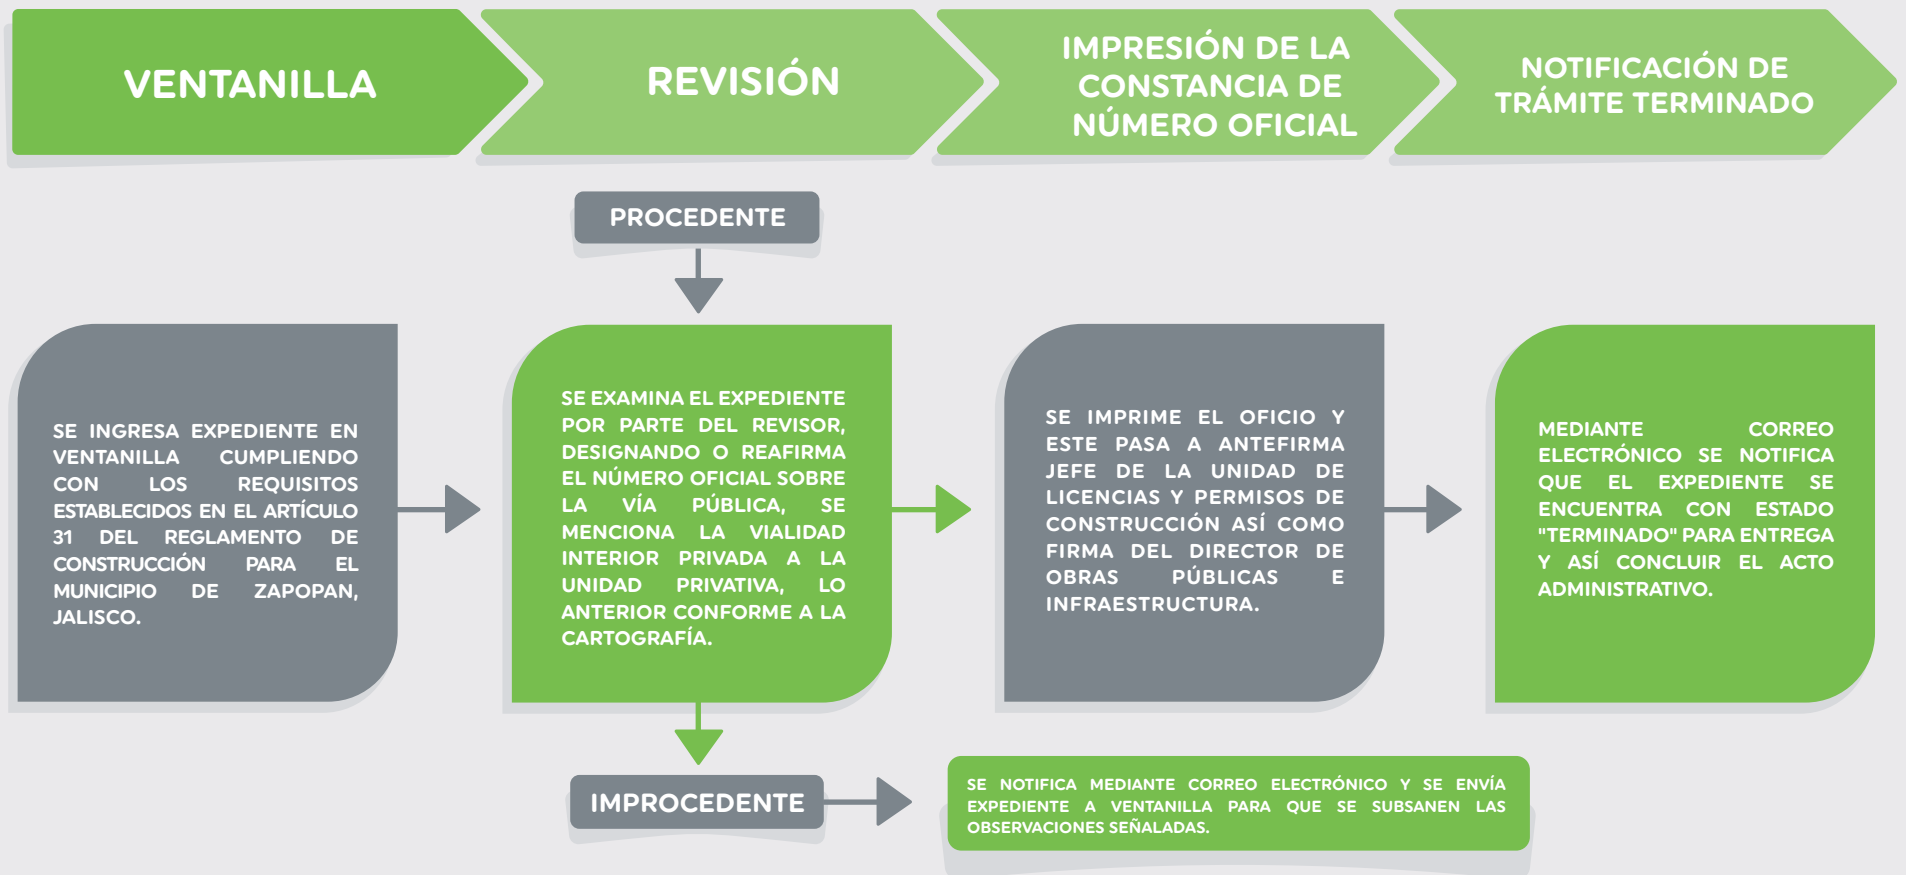 VENTANILLA
REVISIÓN
IMPRESIÓN DE LA
CONSTANCIA DE
NÚMERO OFICIAL
NOTIFICACIÓN DE
TRÁMITE TERMINADO
PROCEDENTE
SE INGRESA EXPEDIENTE EN
VENTANILLA CUMPLIENDO
CON LOS REQUISITOS
ESTABLECIDOS EN EL ARTÍCULO
31 DEL REGLAMENTO DE
CONSTRUCCIÓN PARA EL
MUNICIPIO DE ZAPOPAN,
JALISCO.
SE EXAMINA EL EXPEDIENTE
POR PARTE DEL REVISOR,
DESIGNANDO O REAFIRMA
EL NÚMERO OFICIAL SOBRE
LA VÍA PÚBLICA, SE
MENCIONA LA VIALIDAD
INTERIOR PRIVADA A LA
UNIDAD PRIVATIVA, LO
ANTERIOR CONFORME A LA
CARTOGRAFÍA.
SE IMPRIME EL OFICIO Y
ESTE PASA A ANTEFIRMA
JEFE DE LA UNIDAD DE
LICENCIAS Y PERMISOS DE
CONSTRUCCIÓN ASÍ COMO
FIRMA DEL DIRECTOR DE
OBRAS PÚBLICAS E
INFRAESTRUCTURA.
MEDIANTE CORREO
ELECTRÓNICO SE NOTIFICA
QUE EL EXPEDIENTE SE
ENCUENTRA CON ESTADO
"TERMINADO" PARA ENTREGA
Y ASÍ CONCLUIR EL ACTO
ADMINISTRATIVO.
IMPROCEDENTE
SE NOTIFICA MEDIANTE CORREO ELECTRÓNICO Y SE ENVÍA
EXPEDIENTE A VENTANILLA PARA QUE SE SUBSANEN LAS
OBSERVACIONES SEÑALADAS.